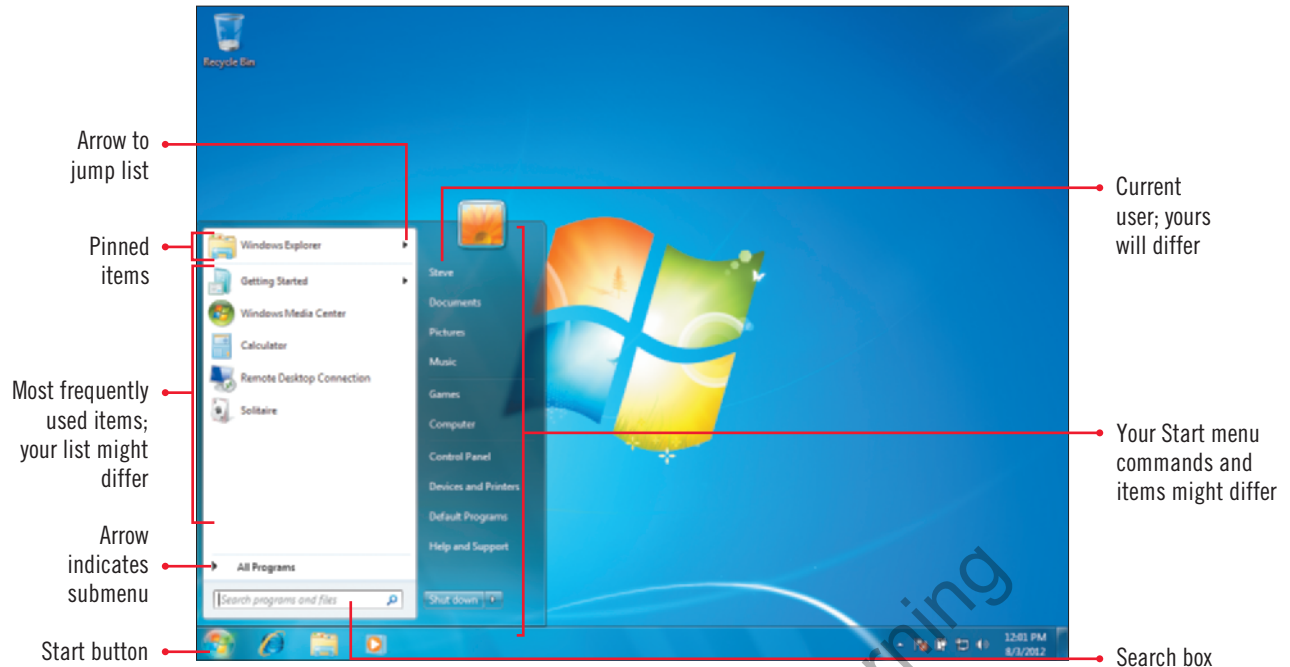 Recycle Bin
Arrow to
jump list
Pinned
items
Most frequently
used items;
your list might
differ
Arrow
indicates
submenu
Start button
Windows Explorer
Getting Started
Windows Media Center
Calculator
Remote Desktop Connection
Solitaire
All Programs
Search programs and files
Steve
Documents
Pictures
Music
Games
Computer
Control Panel
Devices and Printers
Default Programs
Help and Support
Shut down
12:01 PM
8/3/2012
Current
user; yours
will differ
Your Start menu
commands and
items might differ
Search box